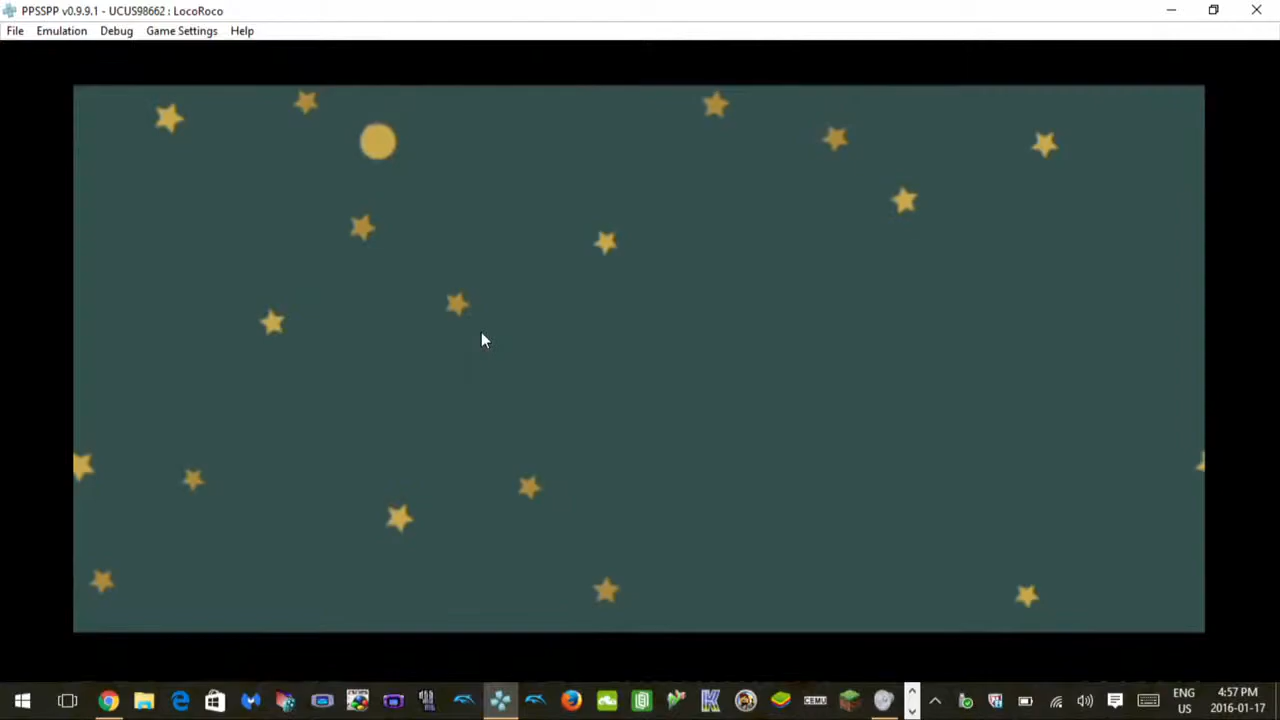 PPSSPP v0.9.9.1 - UCUS98662 : LocoRoco
File Emulation Debug Game Settings Help
CEMU
ENG
US
4:57 PM
2016-01-17